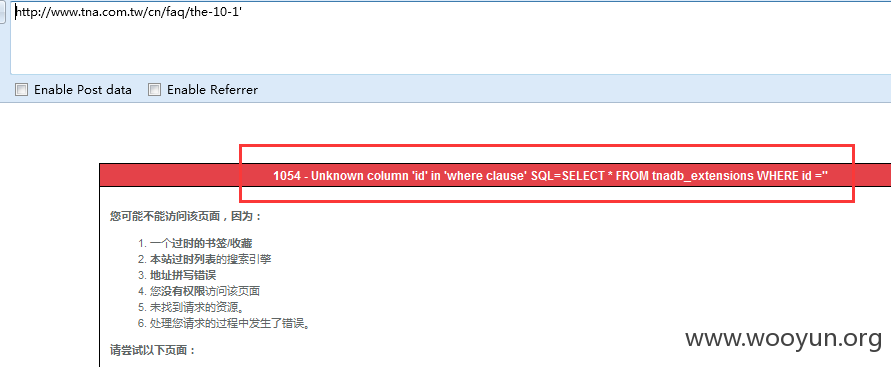 http://www.tna.com.tw/cn/faq/the-10-1'
Enable Post data Enable Referrer
1054 - Unknown column 'id' in 'where clause' SQL=SELECT * FROM tnadb_extensions WHERE id =''
您可能不能访问该页面，因为：
1. 一个过时的书签/收藏
2. 本站过时列表的搜索引擎
3. 地址拼写错误
4. 您没有权限访问该页面
5. 未找到请求的资源。
6. 处理您请求的过程中发生了错误。
请尝试以下页面：
www.wooyun.org